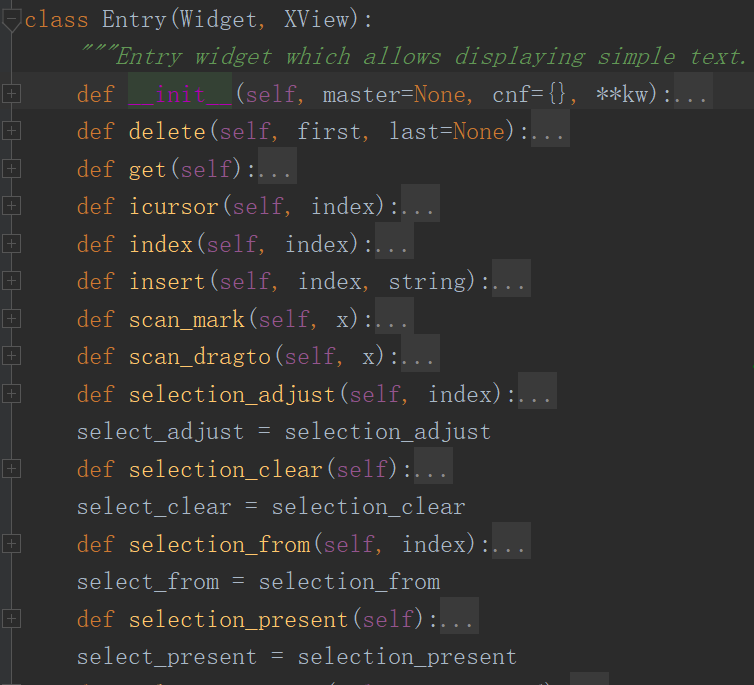 class Entry(Widget, XView):
    """Entry widget which allows displaying simple text.
    def __init__(self, master=None, cnf={}, **kw):...
    def delete(self, first, last=None):...
    def get(self):...
    def icursor(self, index):...
    def index(self, index):...
    def insert(self, index, string):...
    def scan_mark(self, x):...
    def scan_dragto(self, x):...
    def selection_adjust(self, index):...
    select_adjust = selection_adjust
    def selection_clear(self):...
    select_clear = selection_clear
    def selection_from(self, index):...
    select_from = selection_from
    def selection_present(self):...
    select_present = selection_present